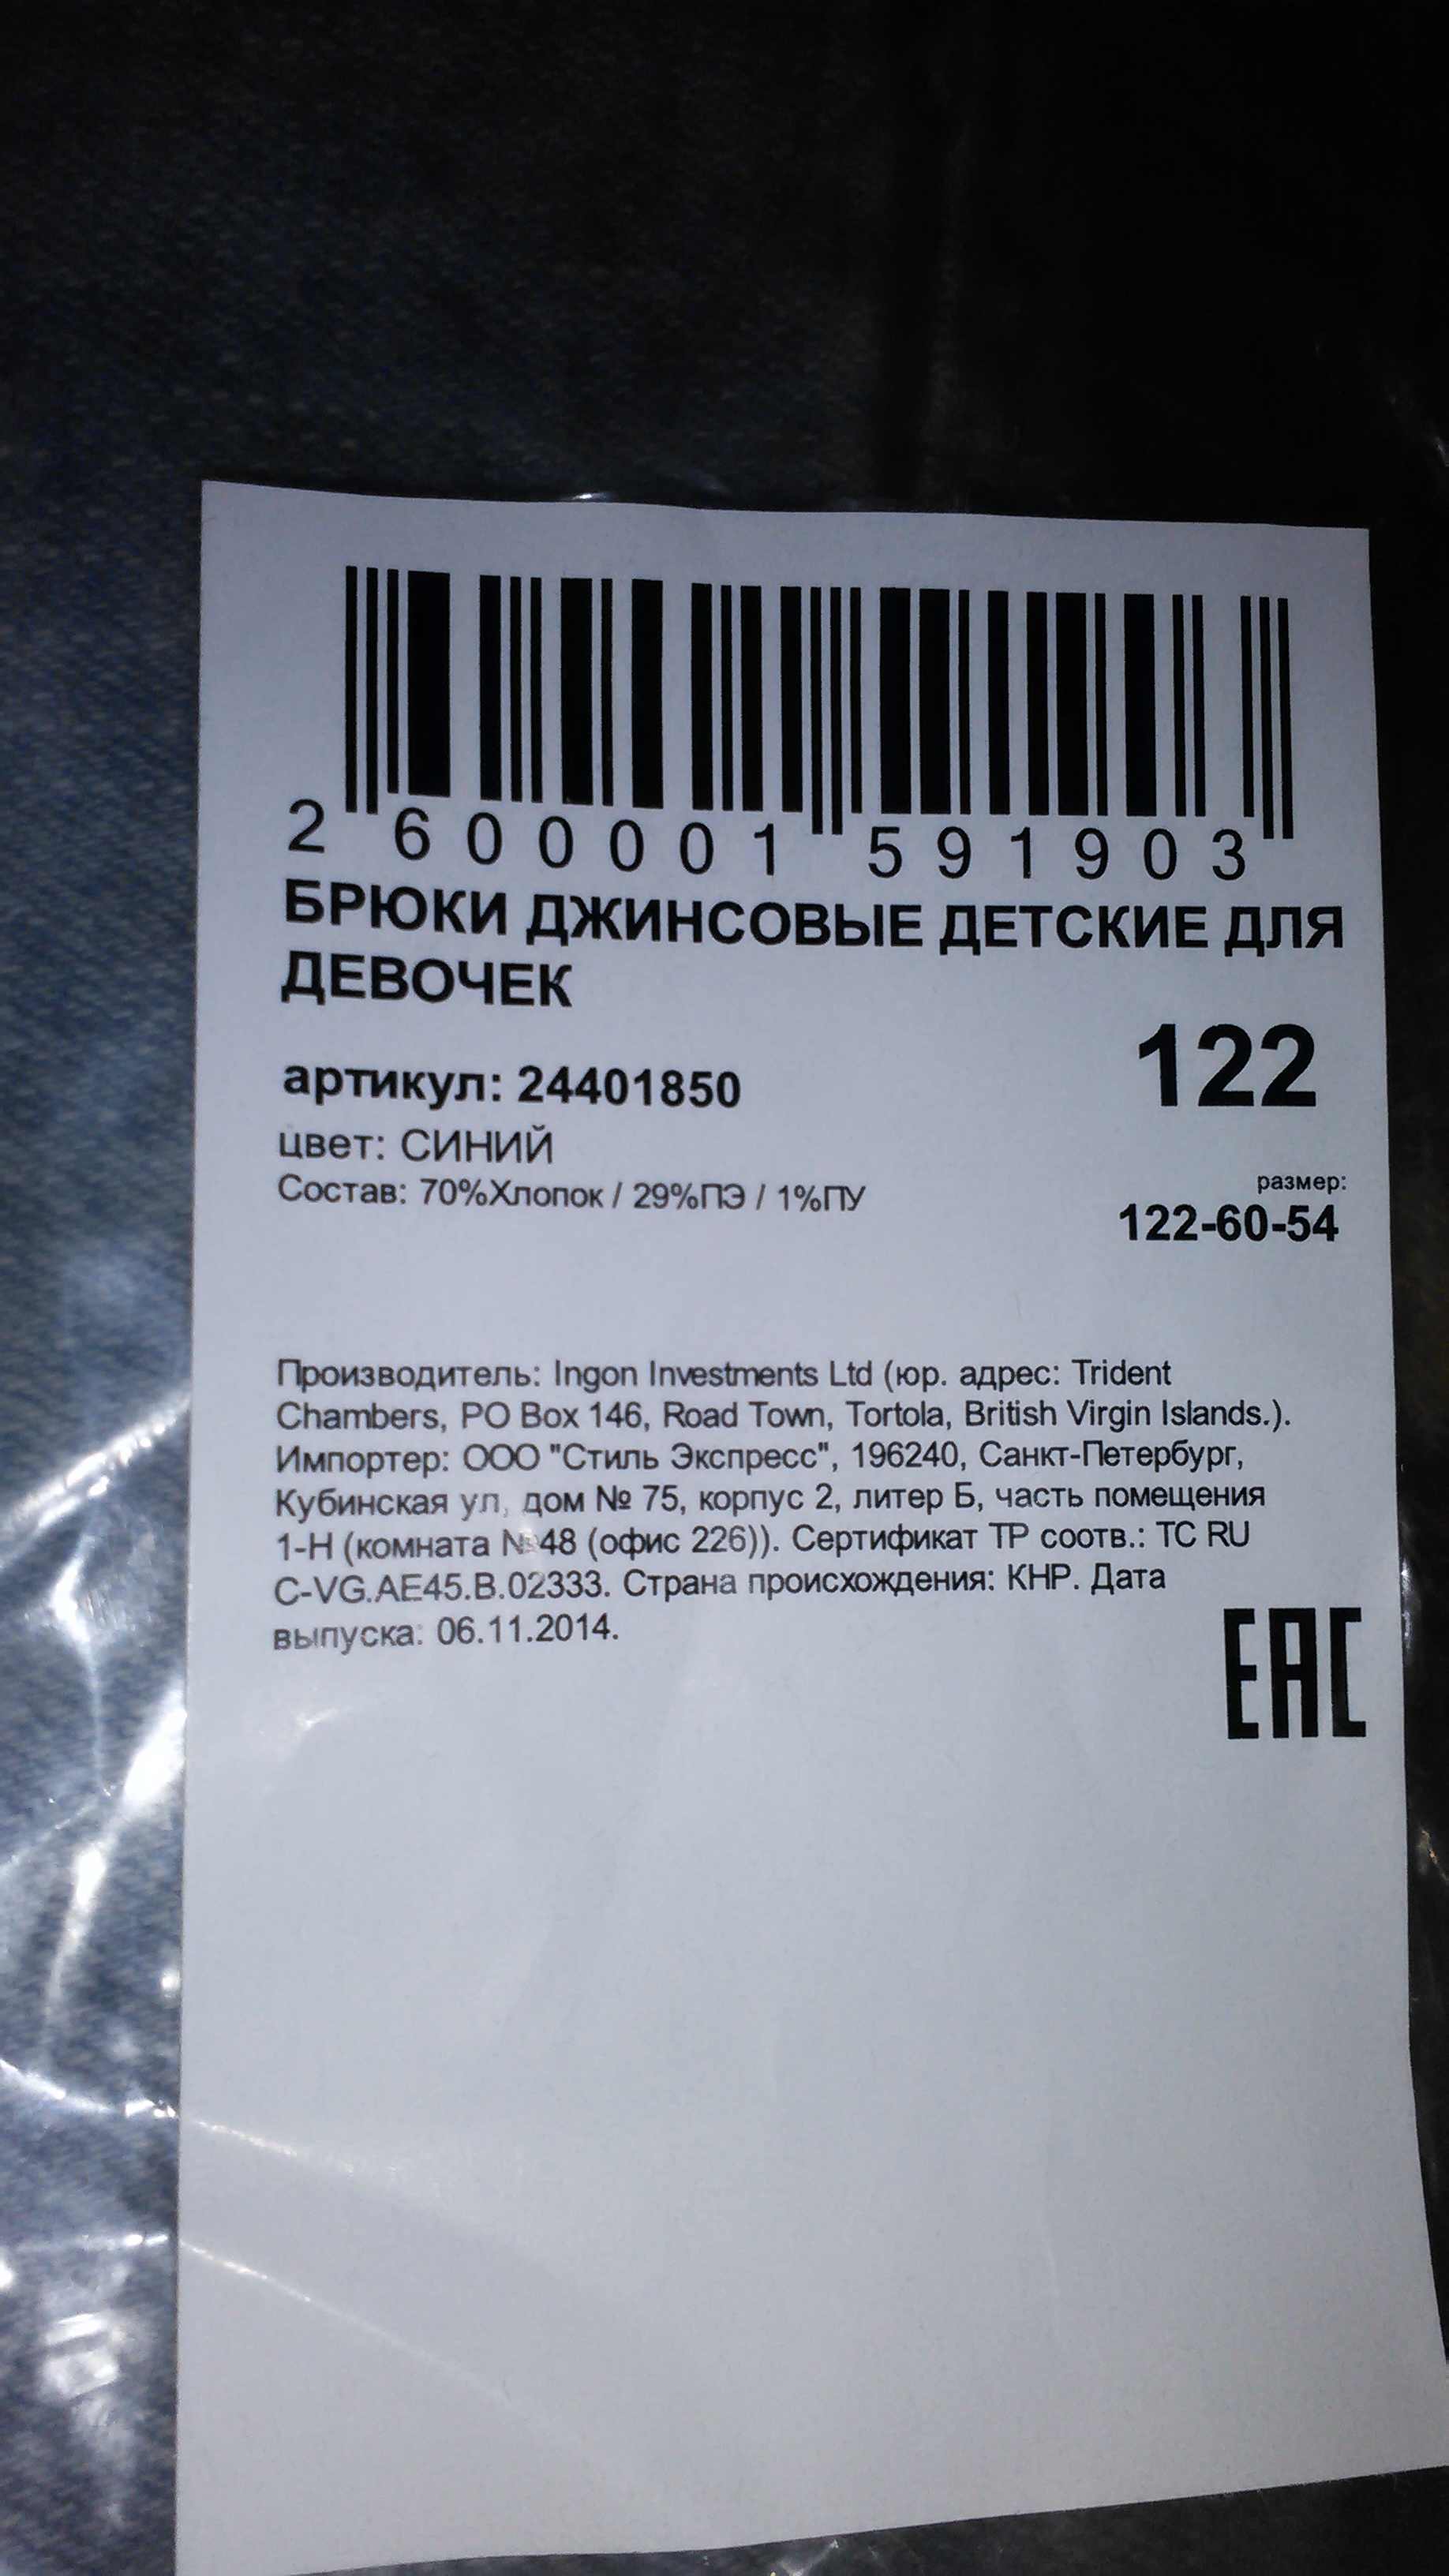 2 600001 591903
БРЮКИ ДЖИНСОВЫЕ ДЕТСКИЕ ДЛЯ
ДЕВОЧЕК
122
артикул: 24401850
цвет: СИНИЙ
Состав: 70%Хлопок / 29%ПЭ / 1%ПУ
размер:
122-60-54
Производитель: Ingon Investments Ltd (юр. адрес: Trident
Chambers, PO Box 146, Road Town, Tortola, British Virgin Islands.).
Импортер: ООО "Стиль Экспресс", 196240, Санкт-Петербург,
Кубинская ул, дом № 75, корпус 2, литер Б, часть помещения
1-Н (комната №48 (офис 226)). Сертификат ТР соотв.: ТС RU
C-VG.AE45.B.02333. Страна происхождения: КНР. Дата
выпуска: 06.11.2014.
EAC